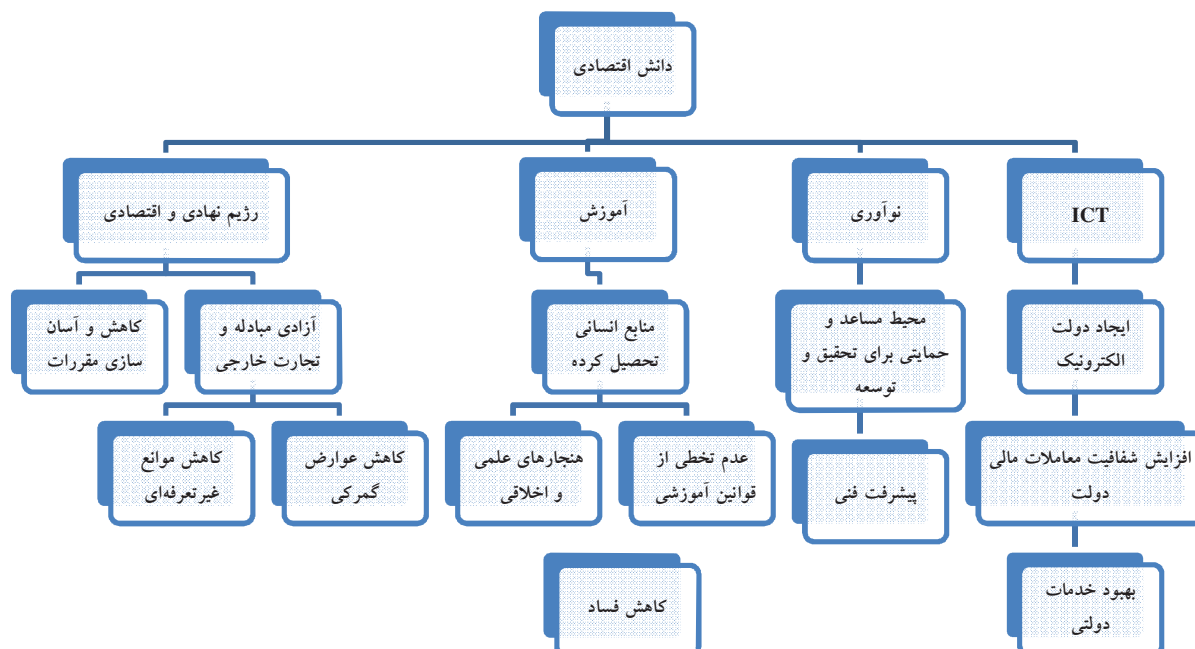 دانش اقتصادی
ICT
نوآوری
آموزش
رژیم نهادی و اقتصادی
ایجاد دولت
الکترونیک
محیط مساعد و
حمایتی برای تحقیق و
توسعه
منابع انسانی
تحصیل کرده
آزادی مبادله و
تجارت خارجی
کاهش و آسان
سازی مقررات
افزایش شفافیت معاملات مالی
دولت
پیشرفت فنی
عدم تخطی از
قوانین آموزشی
هنجارهای علمی
و اخلاقی
کاهش عوارض
گمرکی
کاهش موانع
غیرتعرفه‌ای
بهبود خدمات
دولتی
کاهش فساد